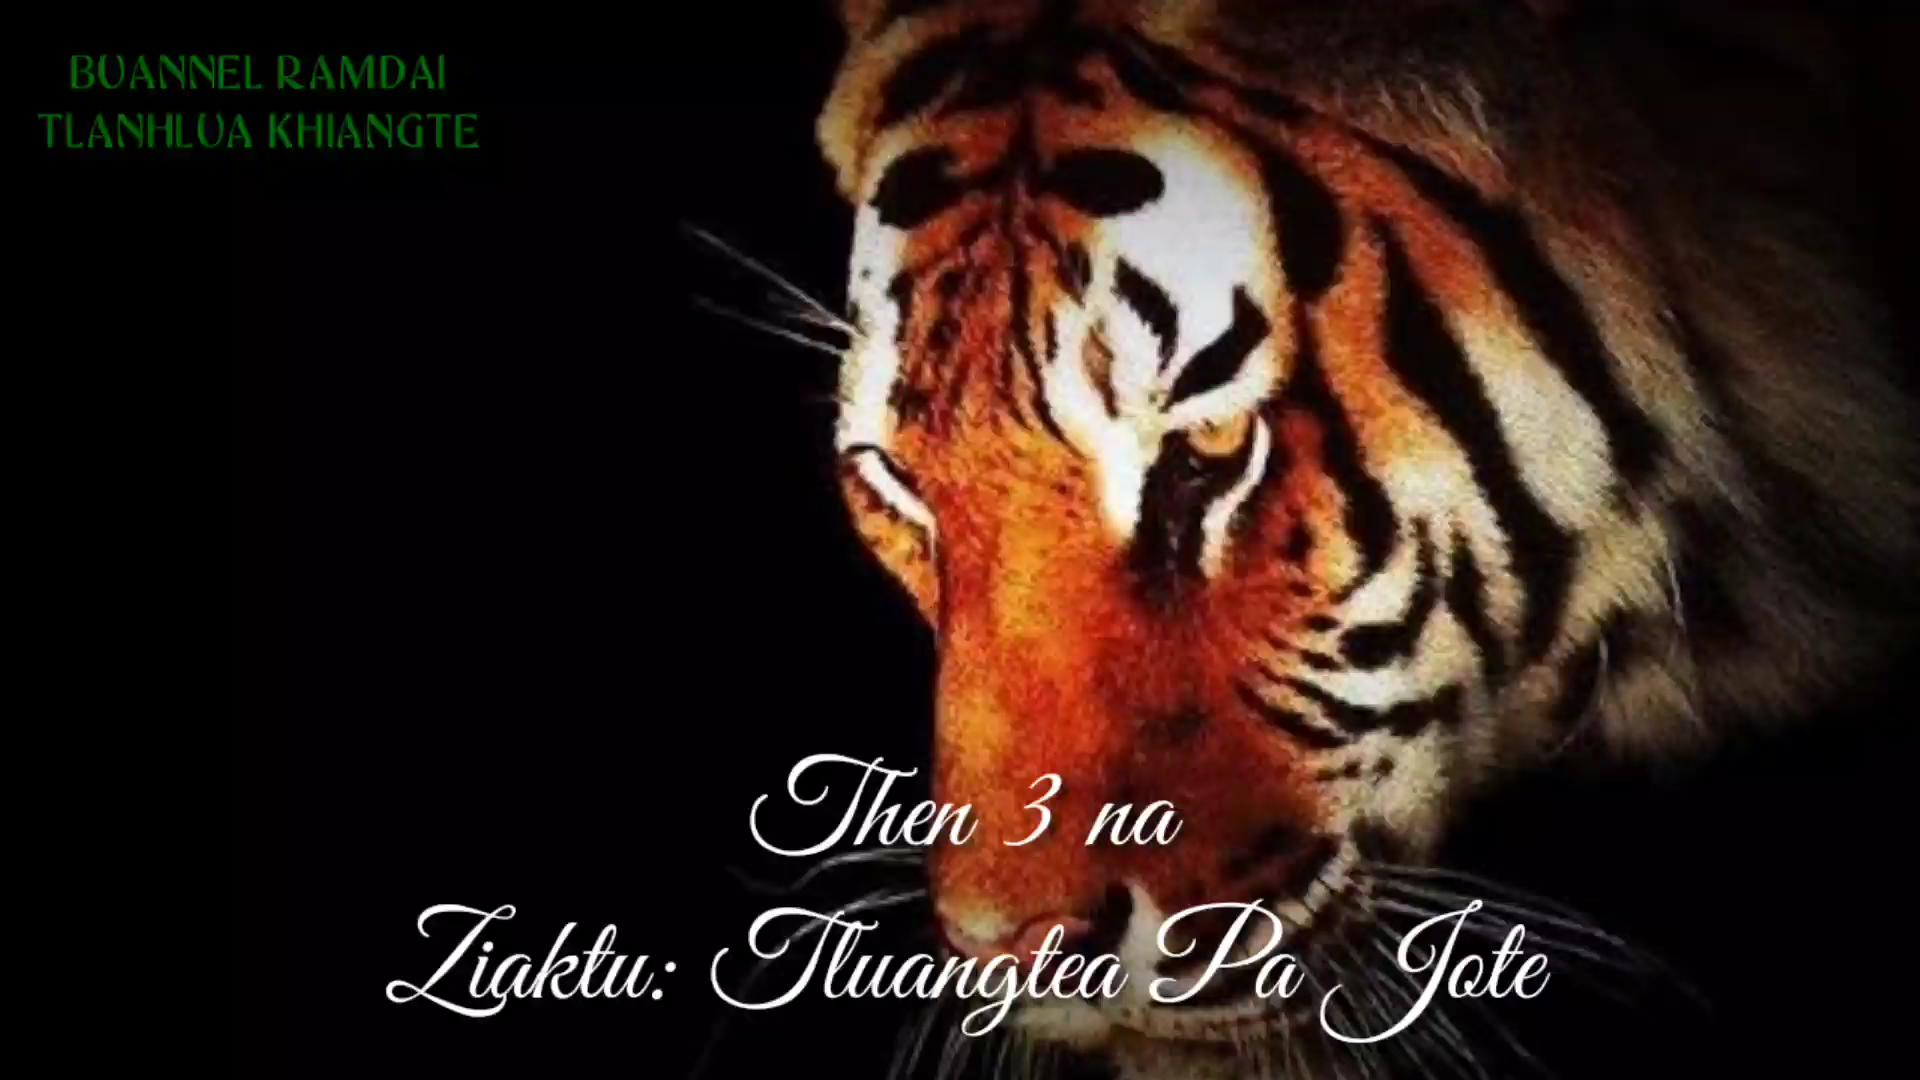 BUANNEL RAMDAI
TLANHLUA KHIANGTE
Then 3 na
Ziaktu: Tluangtea Pa Jote